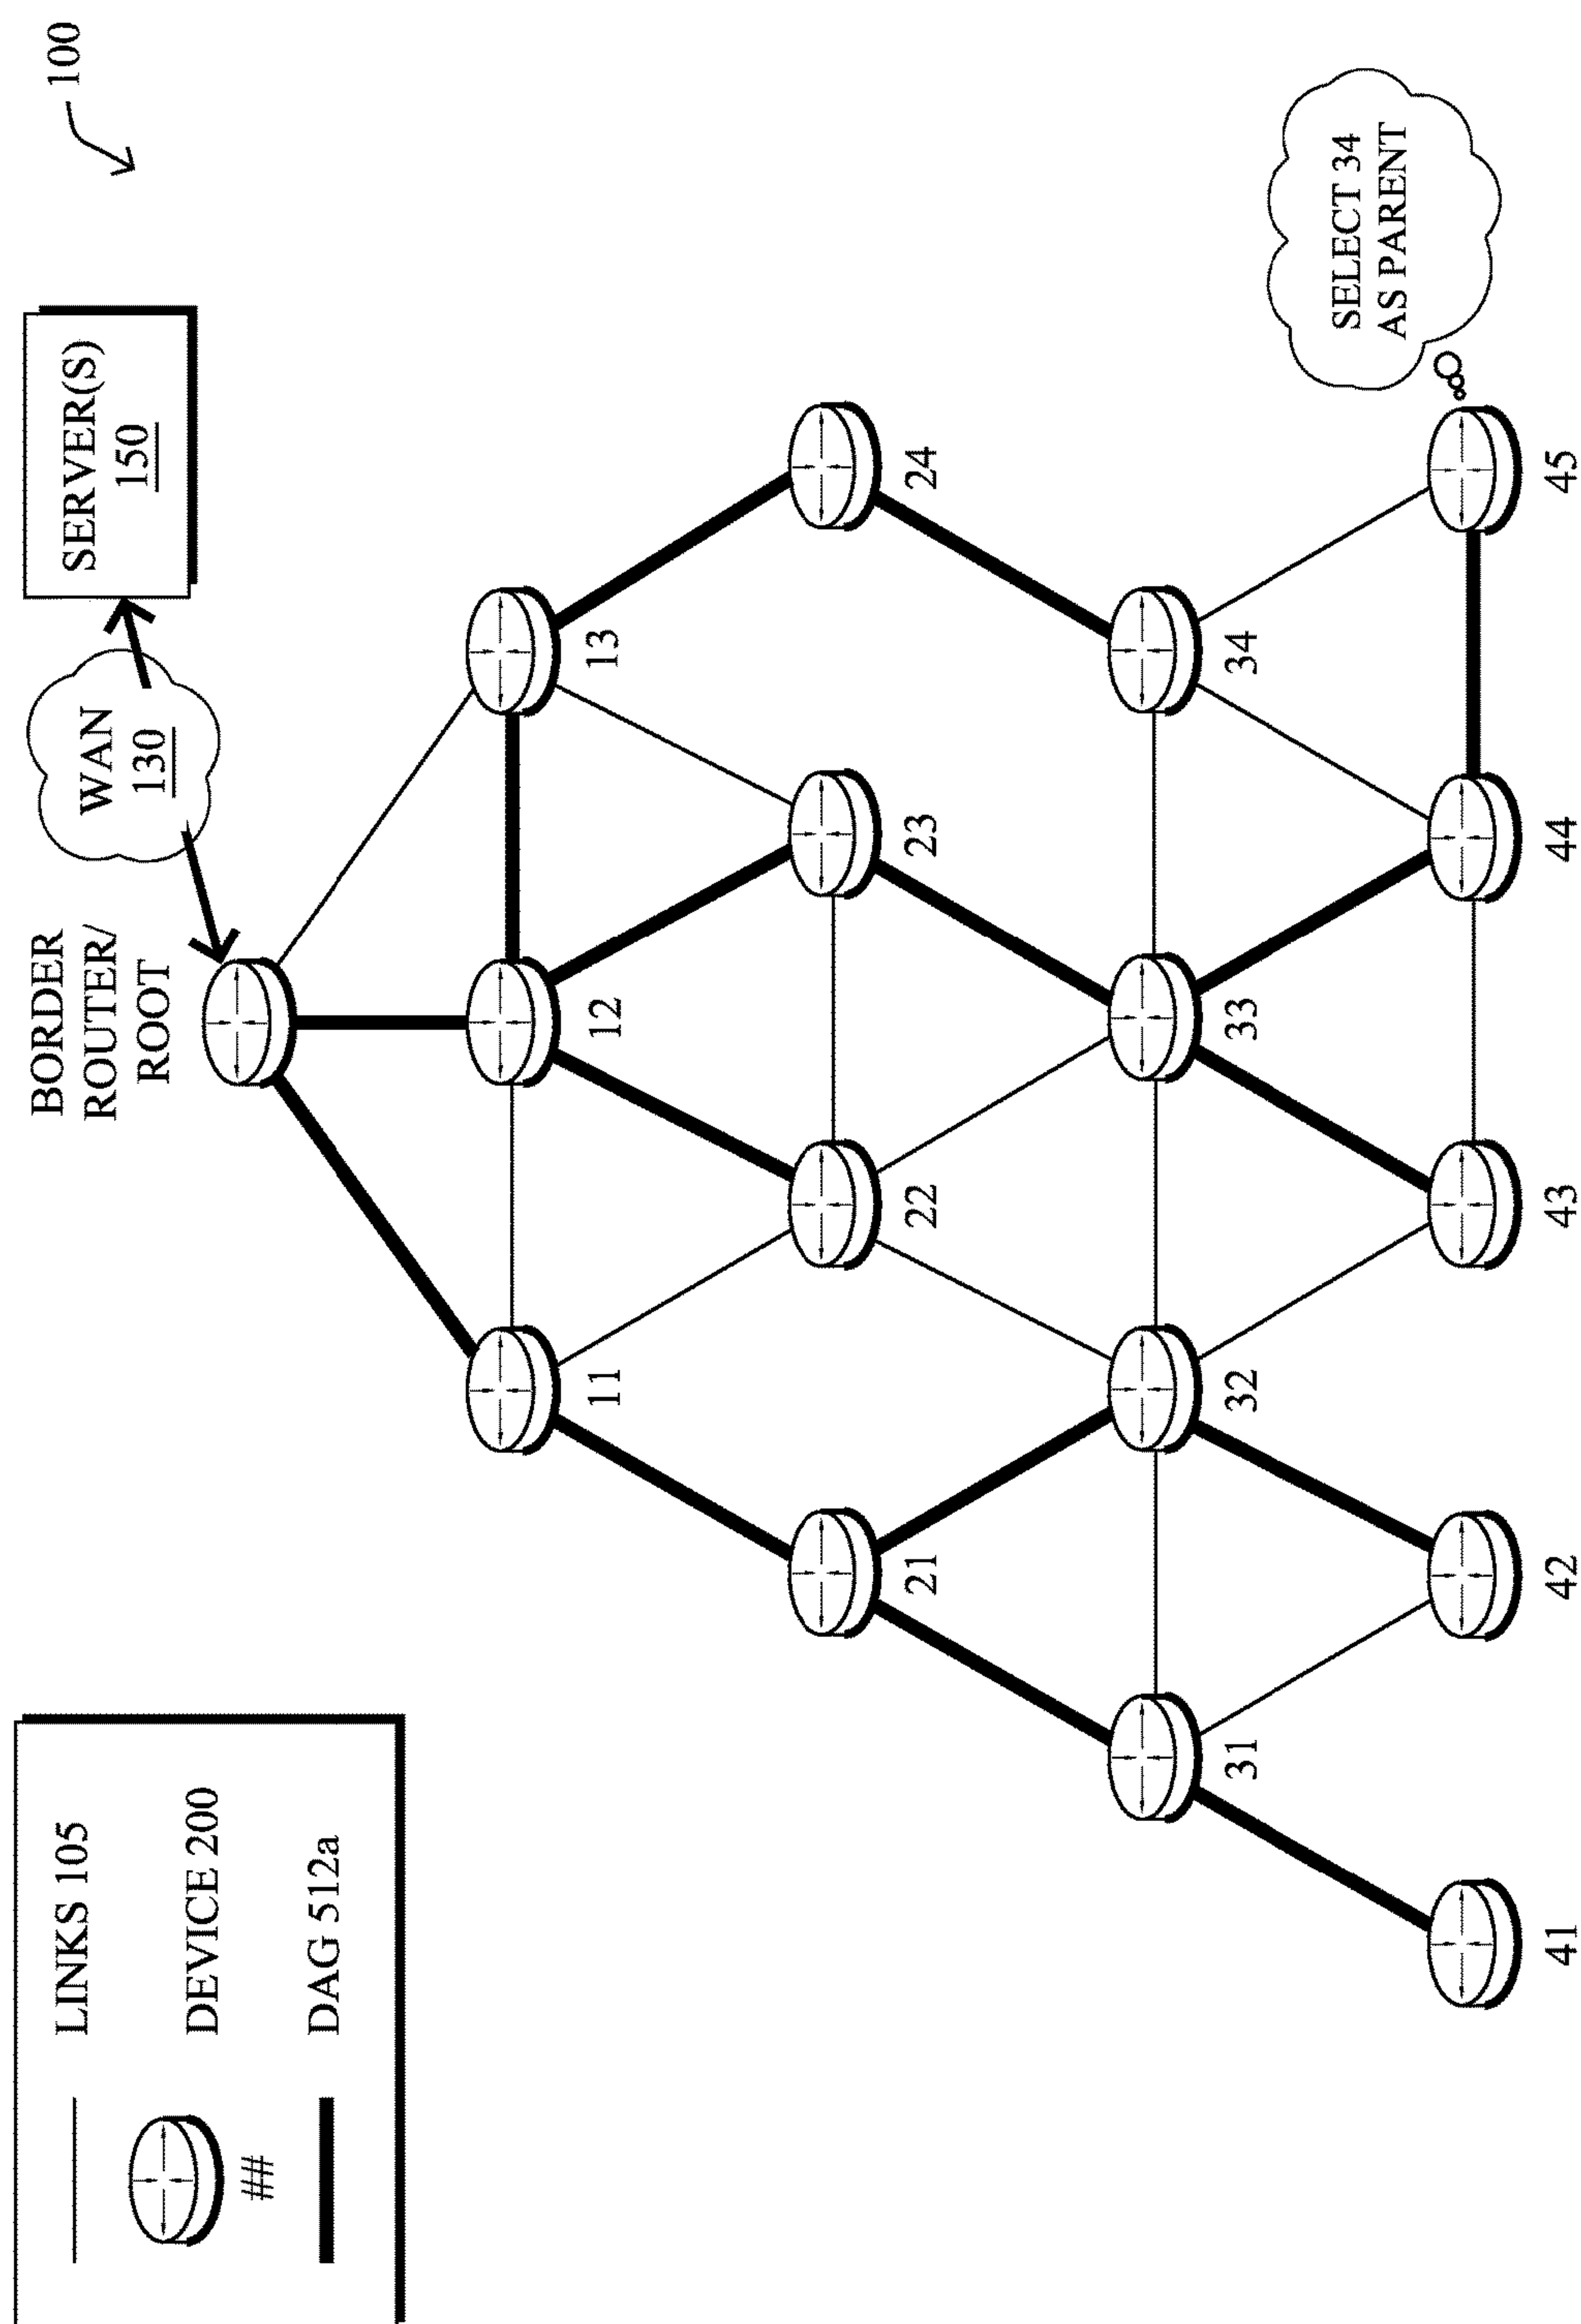 LINKS 105
DEVICE 200
##
DAG 512a
BORDER
ROUTER/
ROOT
WAN
130
SERVER(S)
150
100
11
12
13
21
22
23
24
31
32
33
34
41
42
43
44
45
SELECT 34
AS PARENT